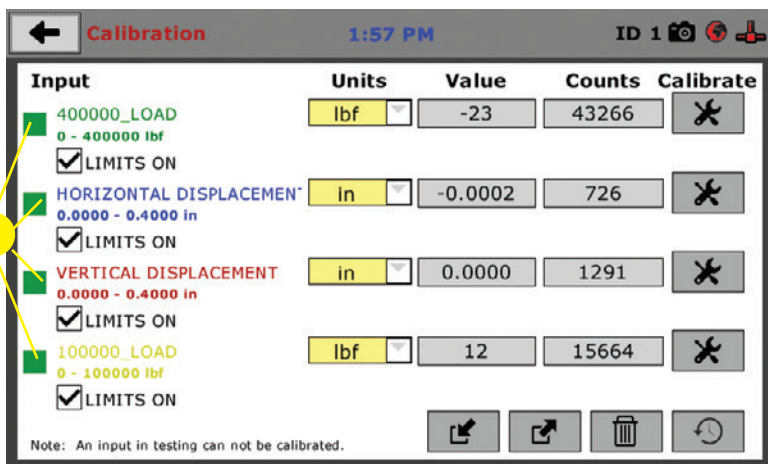 Calibration 1:57 PM ID 1
Input Units Value Counts Calibrate
400000_LOAD lbf -23 43266
0 - 400000 lbf
LIMITS ON
HORIZONTAL DISPLACEMEN in -0.0002 726
0.0000 - 0.4000 in
LIMITS ON
VERTICAL DISPLACEMENT in 0.0000 1291
0.0000 - 0.4000 in
LIMITS ON
100000_LOAD lbf 12 15664
0 - 100000 lbf
LIMITS ON
Note: An input in testing can not be calibrated.